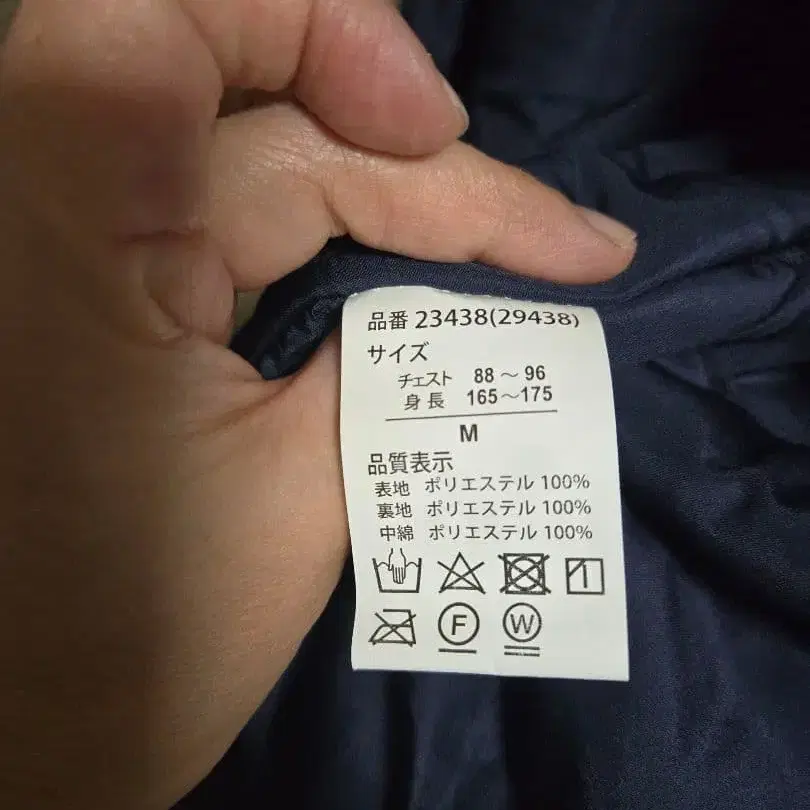 品番 23438(29438)
サイズ
チェスト 88～96
身長 165～175
M
品質表示
表地 ポリエステル 100%
裏地 ポリエステル 100%
中綿 ポリエステル 100%
F W